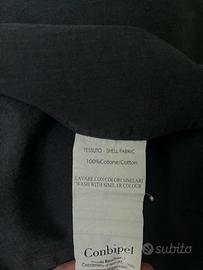 TESSUTO - SHELL FABRIC
100%Cotone/Cotton
LAVARE CON COLORI SIMILARI
WASH WITH SIMILAR COLOUR
Conbipel
subito